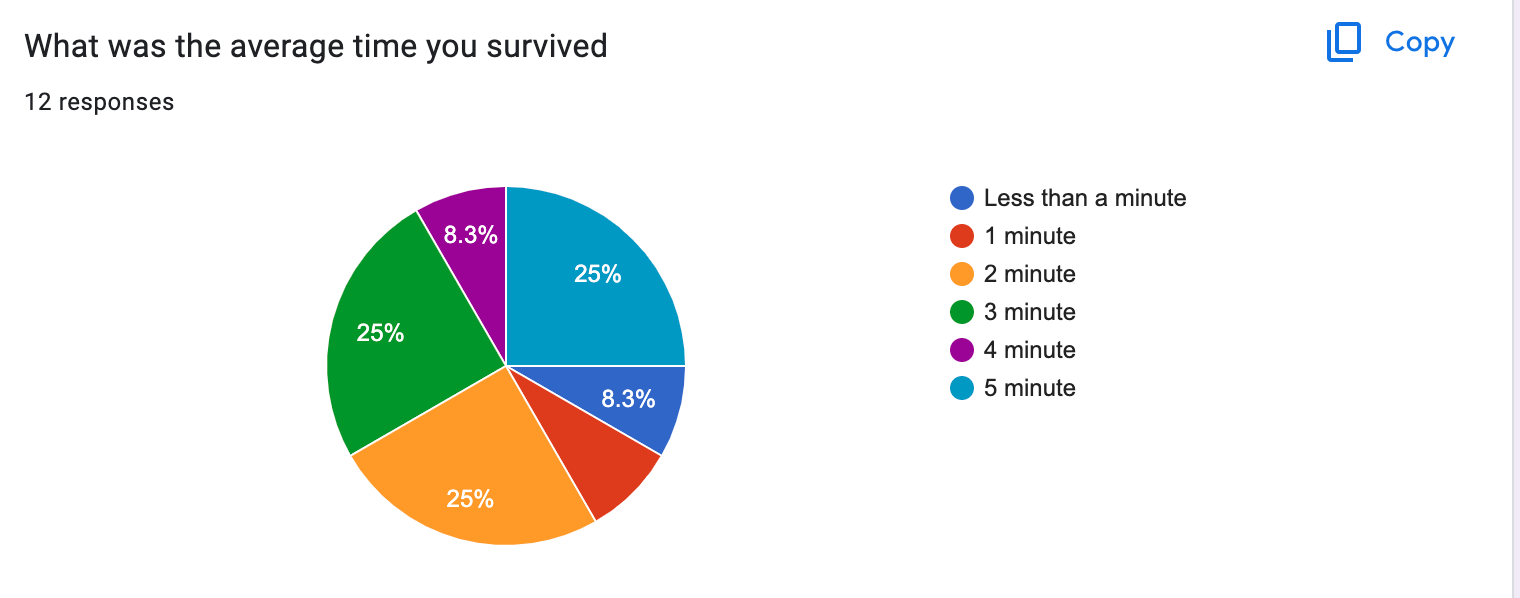 What was the average time you survived
Copy
12 responses
8.3%
25%
25%
8.3%
25%
Less than a minute
1 minute
2 minute
3 minute
4 minute
5 minute